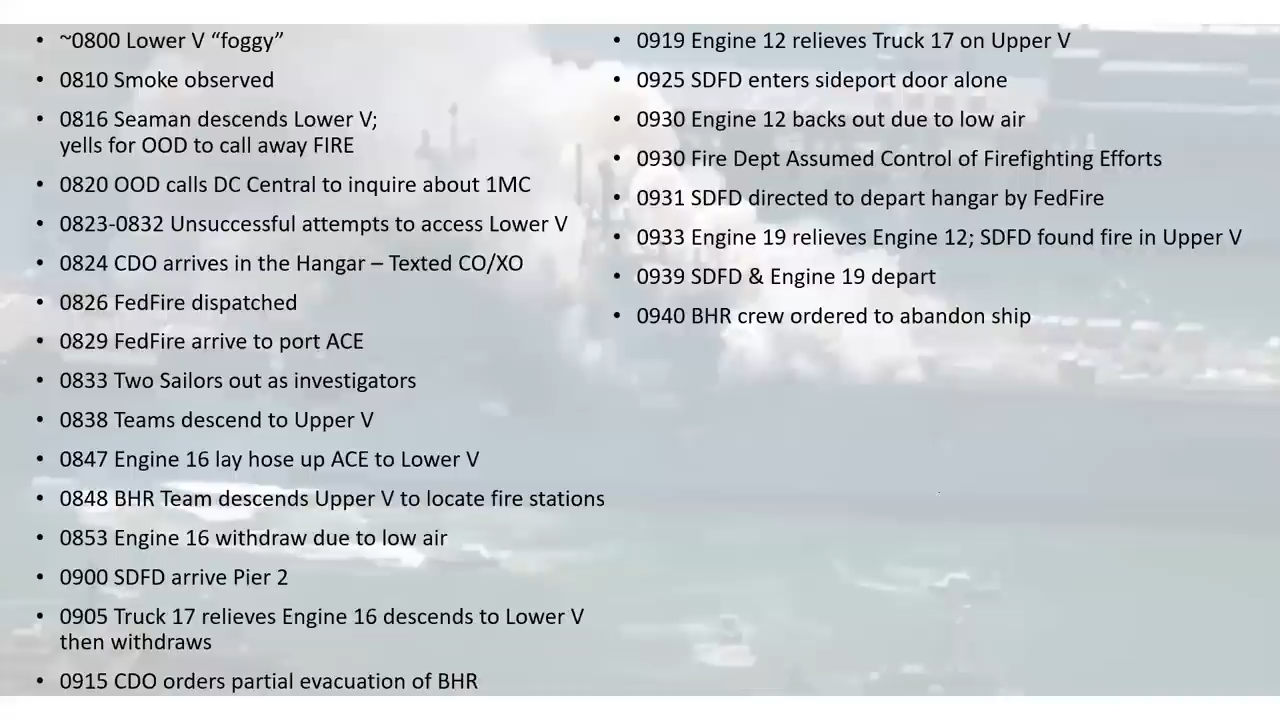 • ~0800 Lower V “foggy”
• 0810 Smoke observed
• 0816 Seaman descends Lower V;
yells for OOD to call away FIRE
• 0820 OOD calls DC Central to inquire about 1MC
• 0823-0832 Unsuccessful attempts to access Lower V
• 0824 CDO arrives in the Hangar – Texted CO/XO
• 0826 FedFire dispatched
• 0829 FedFire arrive to port ACE
• 0833 Two Sailors out as investigators
• 0838 Teams descend to Upper V
• 0847 Engine 16 lay hose up ACE to Lower V
• 0848 BHR Team descends Upper V to locate fire stations
• 0853 Engine 16 withdraw due to low air
• 0900 SDFD arrive Pier 2
• 0905 Truck 17 relieves Engine 16 descends to Lower V
then withdraws
• 0915 CDO orders partial evacuation of BHR
• 0919 Engine 12 relieves Truck 17 on Upper V
• 0925 SDFD enters sideport door alone
• 0930 Engine 12 backs out due to low air
• 0930 Fire Dept Assumed Control of Firefighting Efforts
• 0931 SDFD directed to depart hangar by FedFire
• 0933 Engine 19 relieves Engine 12; SDFD found fire in Upper V
• 0939 SDFD & Engine 19 depart
• 0940 BHR crew ordered to abandon ship